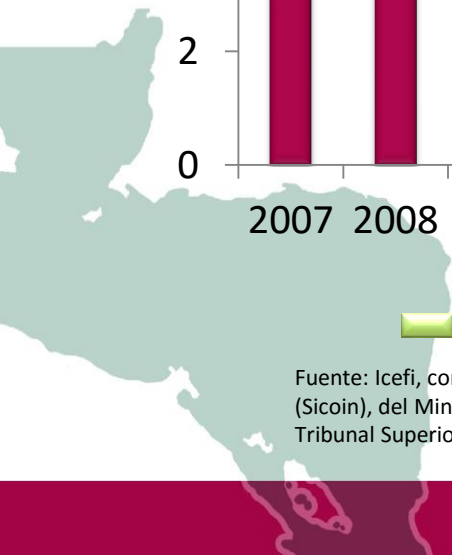 2
0
2007 2008
Fuente: Icefi, co
(Sicoin), del Min
Tribunal Superio